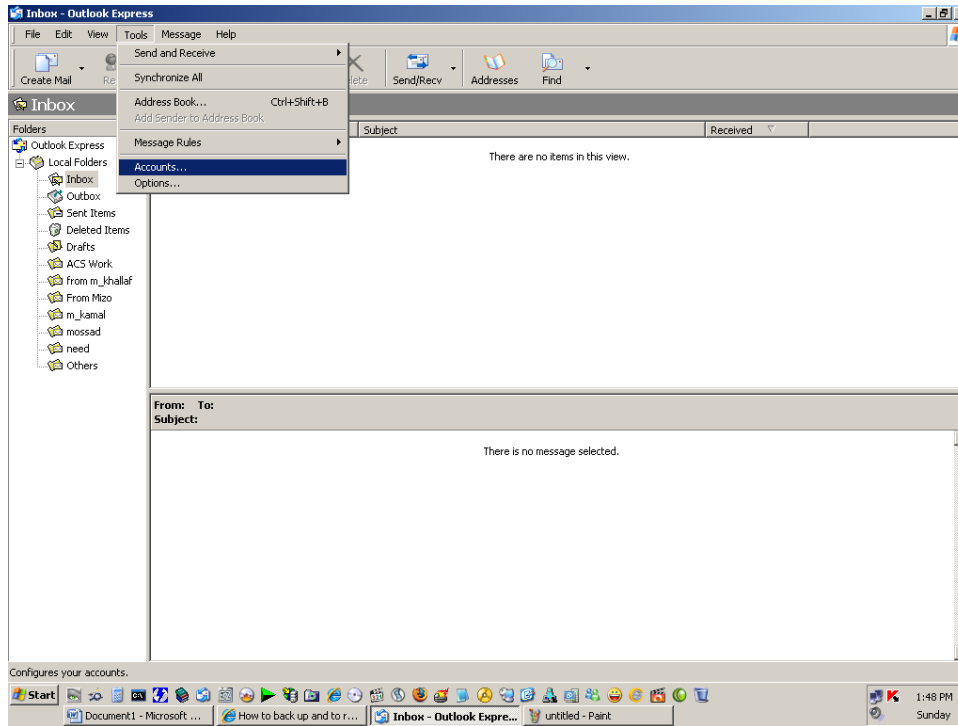 Inbox - Outlook Express
File Edit View Tools Message Help
Send and Receive
Synchronize All
Address Book... Ctrl+Shift+B
Add Sender to Address Book
Message Rules
Accounts...
Options...
Create Mail Re lete Send/Recv Addresses Find
Inbox
Folders Subject Received
Outlook Express
There are no items in this view.
Local Folders
Inbox
Outbox
Sent Items
Deleted Items
Drafts
ACS Work
from m_khallaf
From Mizo
m_kamal
mossad
need
Others
From: To:
Subject:
There is no message selected.
Configures your accounts.
Start 1:48 PM
Document1 - Microsoft ... How to back up and to r... Inbox - Outlook Expre... untitled - Paint Sunday